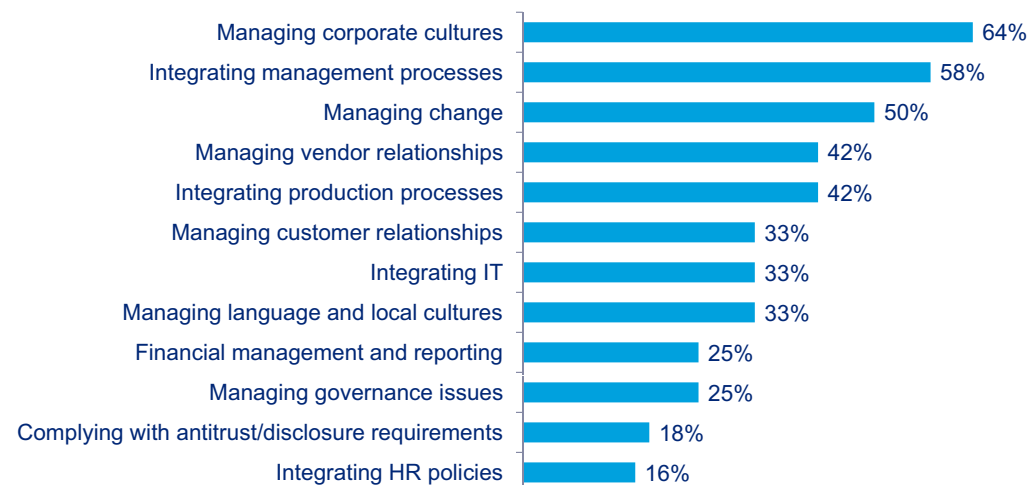 Managing corporate cultures 64%
Integrating management processes 58%
Managing change 50%
Managing vendor relationships 42%
Integrating production processes 42%
Managing customer relationships 33%
Integrating IT 33%
Managing language and local cultures 33%
Financial management and reporting 25%
Managing governance issues 25%
Complying with antitrust/disclosure requirements 18%
Integrating HR policies 16%